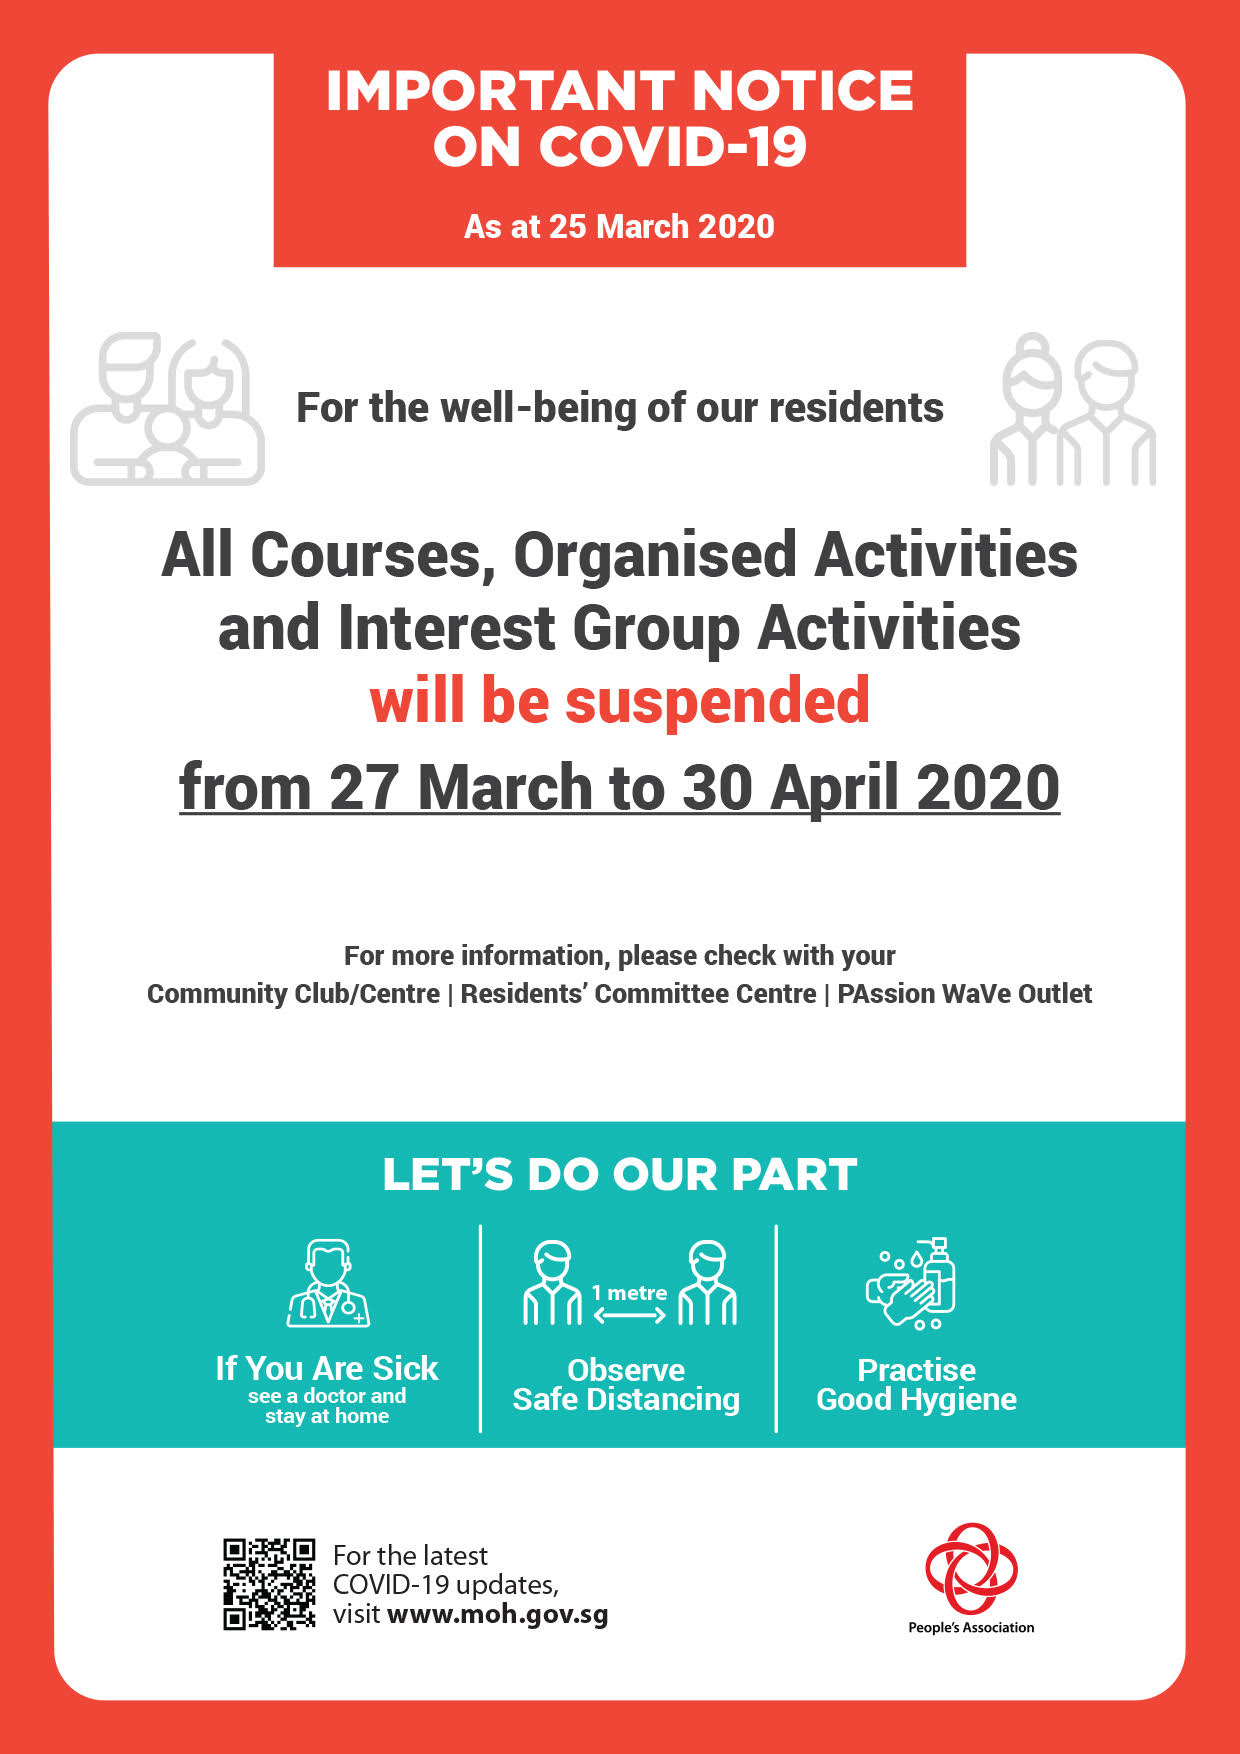 IMPORTANT NOTICE
ON COVID-19
As at 25 March 2020
For the well-being of our residents
All Courses, Organised Activities
and Interest Group Activities
will be suspended
from 27 March to 30 April 2020
For more information, please check with your
Community Club/Centre | Residents’ Committee Centre | PAssion WaVe Outlet
LET’S DO OUR PART
If You Are Sick
see a doctor and
stay at home
1 metre
Observe
Safe Distancing
Practise
Good Hygiene
For the latest
COVID-19 updates,
visit www.moh.gov.sg
People’s Association